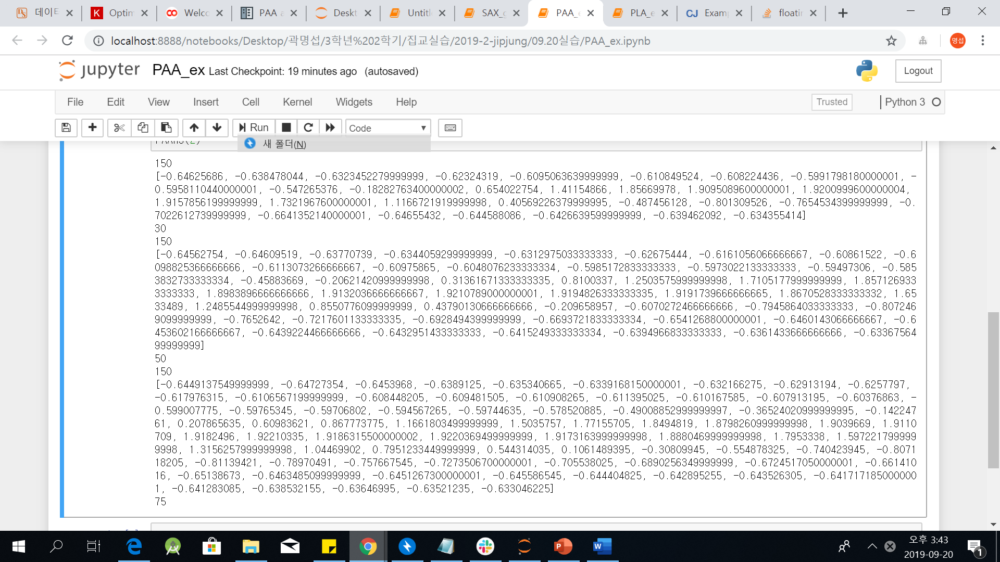 데이터
Optim
Welco
PAA a
Deskt
Untitl
SAX_g
PAA_e
PLA_e
CJ Examp
floatin
localhost:8888/notebooks/Desktop/곽명섭/3학년%202학기/집교실습/2019-2-jipjung/09.20실습/PAA_ex.ipynb
명섭
jupyter PAA_ex Last Checkpoint: 19 minutes ago (autosaved)
Logout
File Edit View Insert Cell Kernel Widgets Help
Trusted
Python 3
Run
Code
PAAns(2)
새 폴더(N)
150
[-0.64625686, -0.638478044, -0.6323452279999999, -0.62324319, -0.6095063639999999, -0.610849524, -0.608224436, -0.5991798180000001, -
0.5958110440000001, -0.547265376, -0.18282763400000002, 0.654022754, 1.41154866, 1.85669978, 1.9095089600000001, 1.9200999600000004,
1.9157856199999999, 1.7321967600000001, 1.1166721919999998, 0.40569226379999995, -0.487456128, -0.801309526, -0.7654534399999999, -0.
70226127399999999, -0.6641352140000001, -0.64655432, -0.644588086, -0.6426639599999999, -0.639462092, -0.634355414]
30
150
[-0.64562754, -0.64609519, -0.63770739, -0.6344059299999999, -0.6312975033333333, -0.62675444, -0.6161056066666667, -0.60861522, -0.6
098825366666666, -0.6113073266666667, -0.60975865, -0.6048076233333334, -0.5985172833333333, -0.5973022133333333, -0.59497306, -0.585
3832733333334, -0.45883669, -0.20621420999999998, 0.31361671333333335, 0.8100337, 1.2503575999999998, 1.7105177999999999, 1.857126933
3333333, 1.8983896666666666, 1.9132036666666667, 1.9210789000000001, 1.9194826333333335, 1.9191739666666665, 1.8670528333333332, 1.65
33489, 1.2485544999999998, 0.8550776099999999, 0.43790130666666666, -0.209658957, -0.6070272466666666, -0.7945864033333333, -0.807246
9099999999, -0.7652642, -0.7217601133333335, -0.6928494399999999, -0.6693721833333334, -0.6541268800000001, -0.6460143066666667, -0.6
453602166666667, -0.6439224466666666, -0.6432951433333333, -0.6415249333333334, -0.6394966833333333, -0.6361433666666666, -0.63367564
99999999]
50
150
[-0.6449137549999999, -0.64727354, -0.6453968, -0.6389125, -0.635340665, -0.6339168150000001, -0.632166275, -0.62913194, -0.6257797,
-0.617976315, -0.6106567199999999, -0.608448205, -0.609481505, -0.610908265, -0.611395025, -0.610167585, -0.607913195, -0.60376863, -
0.599007775, -0.59765345, -0.59706802, -0.594567265, -0.59744635, -0.578520885, -0.49008852999999997, -0.36524020999999995, -0.142247
61, 0.207865635, 0.60983621, 0.867773775, 1.1661803499999999, 1.5035757, 1.77155705, 1.8494819, 1.8798260999999998, 1.9039669, 1.9110
709, 1.9182496, 1.92210335, 1.9186315500000002, 1.9220369499999999, 1.9173163999999998, 1.8880469999999998, 1.7953338, 1.597221799999
9998, 1.3156257999999998, 1.04469902, 0.7951233449999999, 0.544314035, 0.1061489395, -0.30809945, -0.554878325, -0.740423945, -0.8071
18205, -0.81139421, -0.78970491, -0.757667545, -0.7273506700000001, -0.705538025, -0.6890256349999999, -0.6724517050000001, -0.661410
16, -0.65138673, -0.6463485099999999, -0.6451267300000001, -0.645586545, -0.644404825, -0.642895255, -0.643526305, -0.641717185000000
1, -0.641283085, -0.638532155, -0.63646995, -0.63521235, -0.633046225]
75
오후 3:43
2019-09-20
1